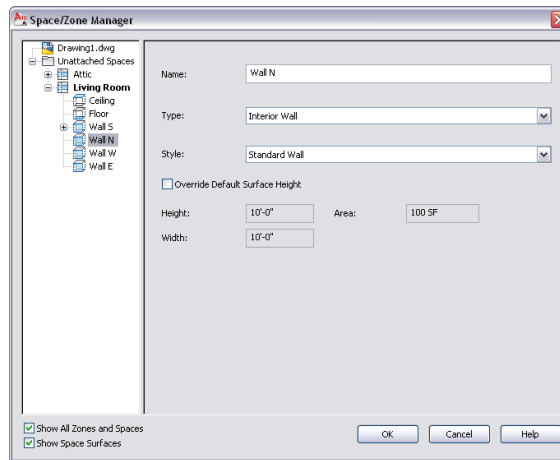 Space/Zone Manager
Drawing1.dwg
Unattached Spaces
Attic
Living Room
Ceiling
Floor
Wall S
Wall N
Wall W
Wall E
Name: Wall N
Type: Interior Wall
Style: Standard Wall
Override Default Surface Height
Height: 10'-0" Area: 100 SF
Width: 10'-0"
Show All Zones and Spaces
Show Space Surfaces
OK Cancel Help